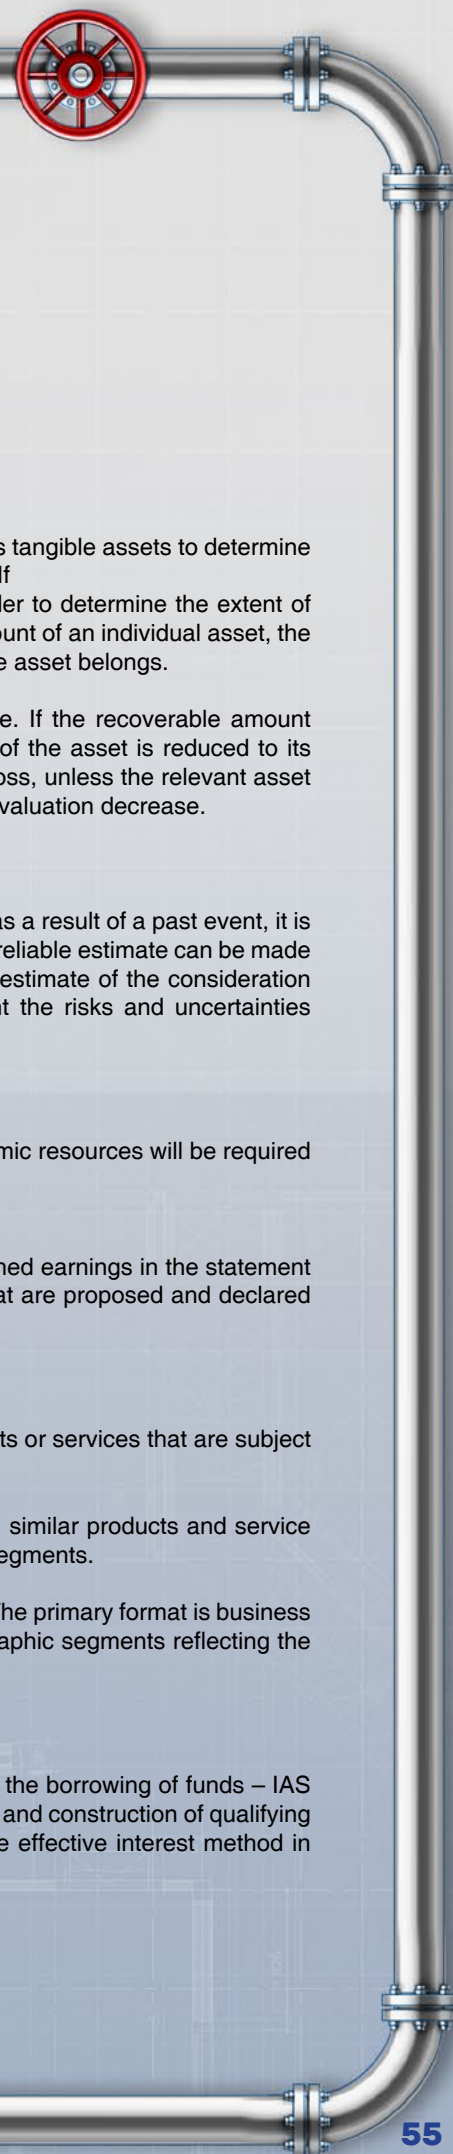 s tangible assets to determine
If
der to determine the extent of
ount of an individual asset, the
e asset belongs.
e. If the recoverable amount
of the asset is reduced to its
oss, unless the relevant asset
valuation decrease.
as a result of a past event, it is
reliable estimate can be made
estimate of the consideration
nt the risks and uncertainties
mic resources will be required
ned earnings in the statement
at are proposed and declared
ts or services that are subject
similar products and service
egments.
he primary format is business
raphic segments reflecting the
the borrowing of funds – IAS
and construction of qualifying
e effective interest method in
55